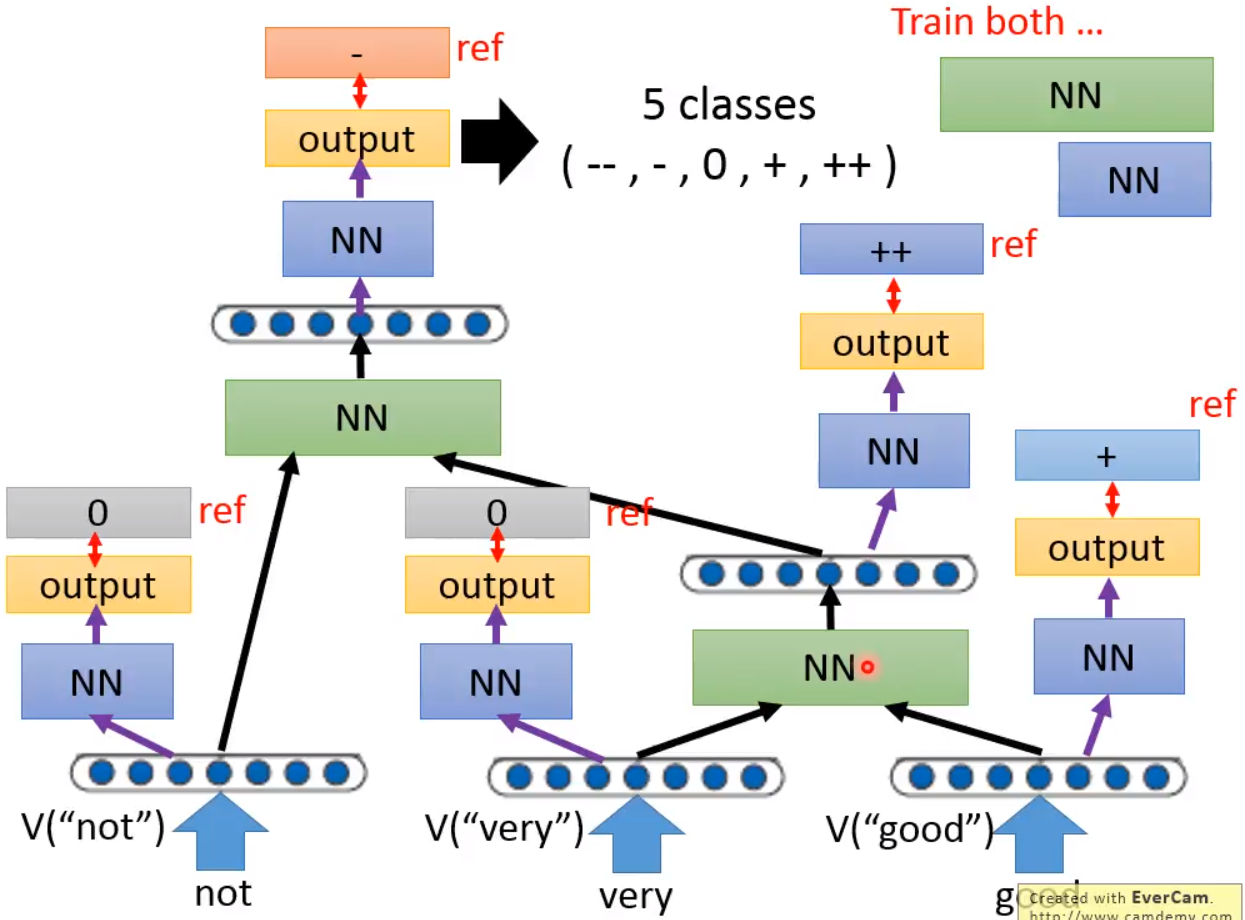 Train both ...
- ref
output
5 classes
( -- , - , 0 , + , ++ )
NN
NN
NN
++ ref
output
NN
NN
ref
+
output
NN
0 ref
output
NN
0 ref
output
NN
NN
V("not")
V("very")
V("good")
not
very
good
Created with EverCam.
http://www.camdemy.com